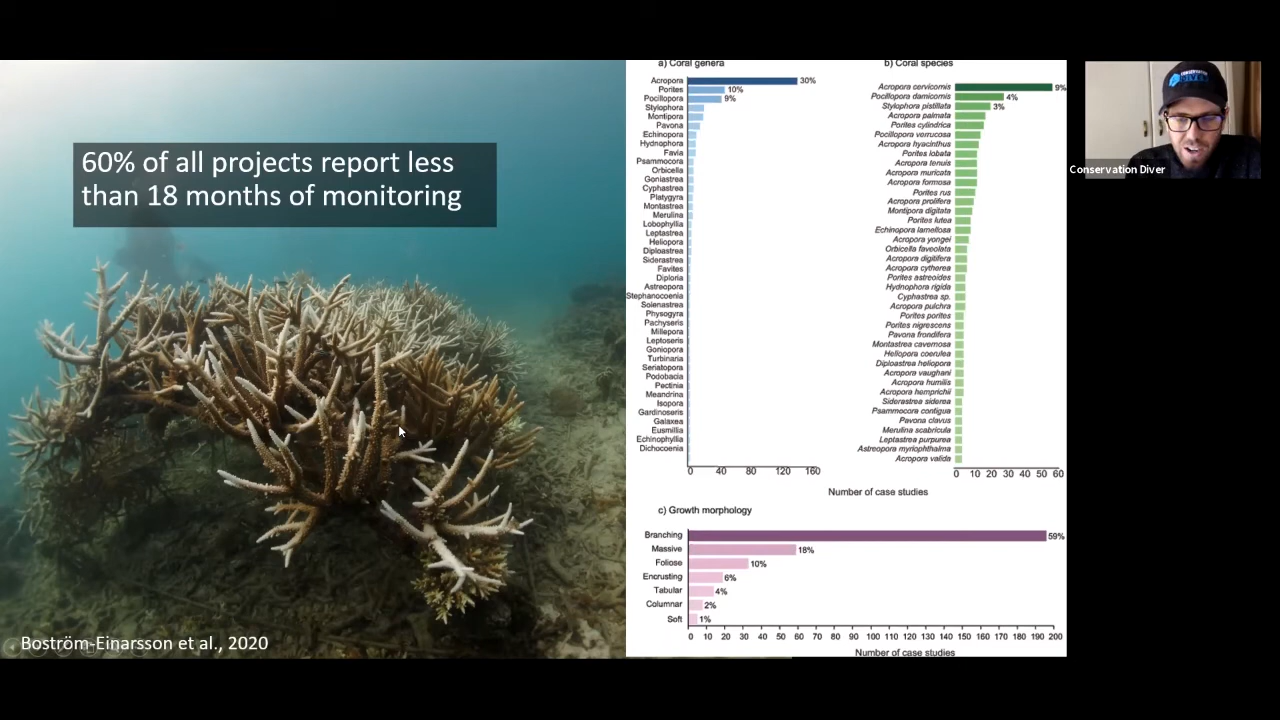 60% of all projects report less
than 18 months of monitoring
Boström-Einarsson et al., 2020
a) Coral genera
Acropora 30%
Porites 10%
Pocillopora 9%
Stylophora
Montipora
Pavona
Echinopora
Hydnophora
Favia
Psammocora
Orbicella
Goniastrea
Cyphastrea
Platygyra
Montastrea
Merulina
Lobophyllia
Leptastrea
Heliopora
Diploastrea
Siderastrea
Favites
Diploria
Astreopora
Stephanocoenia
Solenastrea
Physogyra
Pachyseris
Millepora
Leptoseris
Goniopora
Turbinaria
Seriatopora
Podobacia
Pectinia
Meandrina
Isopora
Gardinoseris
Galaxea
Eusmillia
Echinophyllia
Dichocoenia
0 40 80 120 160
b) Coral species
Acropora cervicornis 9%
Pocillopora damicornis 4%
Stylophora pistillata 3%
Acropora palmata
Porites cylindrica
Pocillopora verrucosa
Acropora hyacinthus
Porites lobata
Acropora tenuis
Acropora muricata
Acropora formosa
Porites rus
Acropora prolifera
Montipora digitata
Porites lutea
Echinopora lamellosa
Acropora yongei
Orbicella faveolata
Acropora digitifera
Acropora cytherea
Porites astreoides
Hydnophora rigida
Cyphastrea sp.
Acropora pulchra
Porites porites
Porites nigrescens
Pavona frondifera
Montastrea cavernosa
Heliopora coerulea
Diploastrea heliopora
Acropora vaughani
Acropora humilis
Acropora hemprichii
Siderastrea siderea
Psammocora contigua
Pavona clavus
Merulina scabricula
Leptastrea purpurea
Astreopora myriophthalma
Acropora valida
0 10 20 30 40 50 60
Number of case studies
c) Growth morphology
Branching 59%
Massive 18%
Foliose 10%
Encrusting 6%
Tabular 4%
Columnar 2%
Soft 1%
0 10 20 30 40 50 60 70 80 90 100 110 120 130 140 150 160 170 180 190 200
Number of case studies
CONSERVATION
DIVER
Conservation Diver